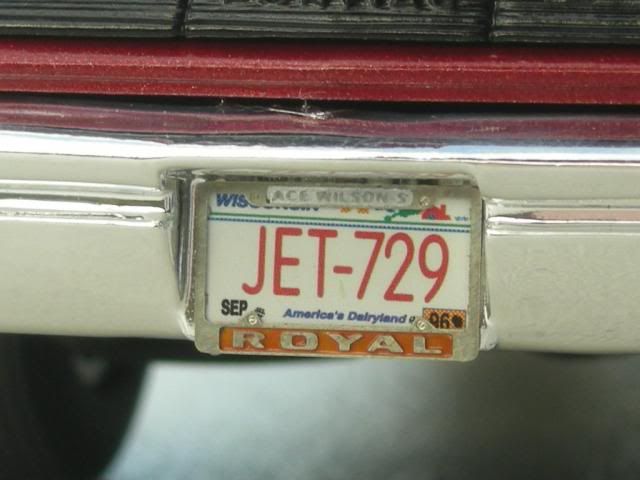 ACE WILSON'S
WISCONSIN
JET-729
SEP America's Dairyland 96
ROYAL